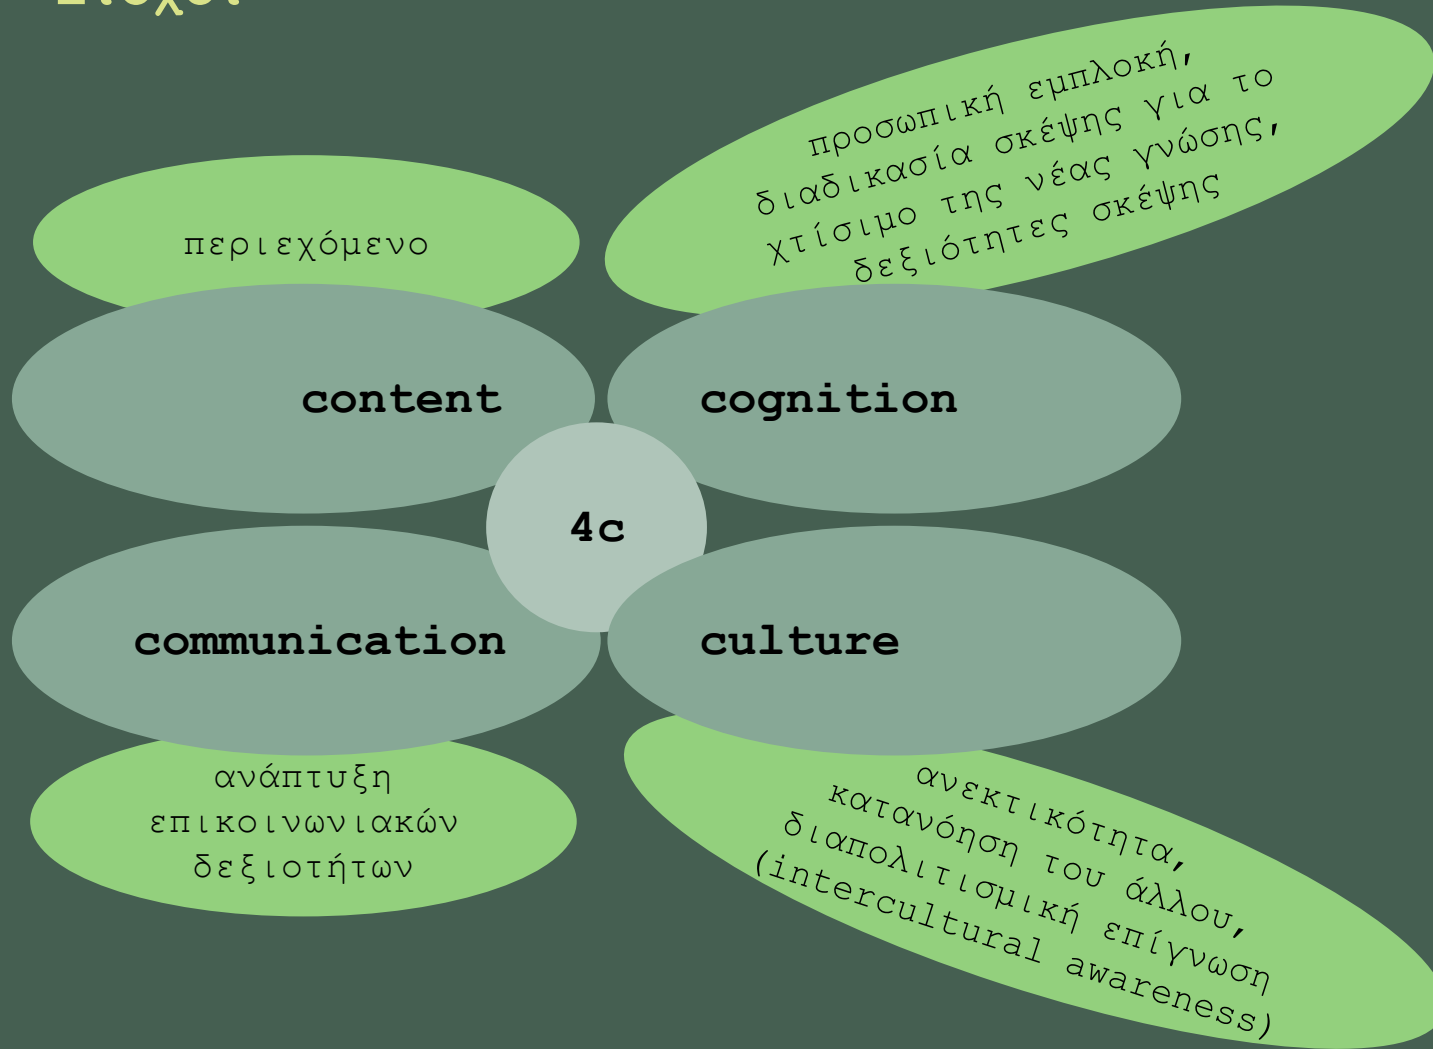 Στόχοι
προσωπική εμπλοκή,
διαδικασία σκέψης για το
χτίσιμο της νέας γνώσης,
δεξιότητες σκέψης
περιεχόμενο
content
cognition
4c
communication
culture
ανάπτυξη
επικοινωνιακών
δεξιοτήτων
ανεκτικότητα,
κατανόηση του άλλου,
διαπολιτισμική επίγνωση
(intercultural awareness)